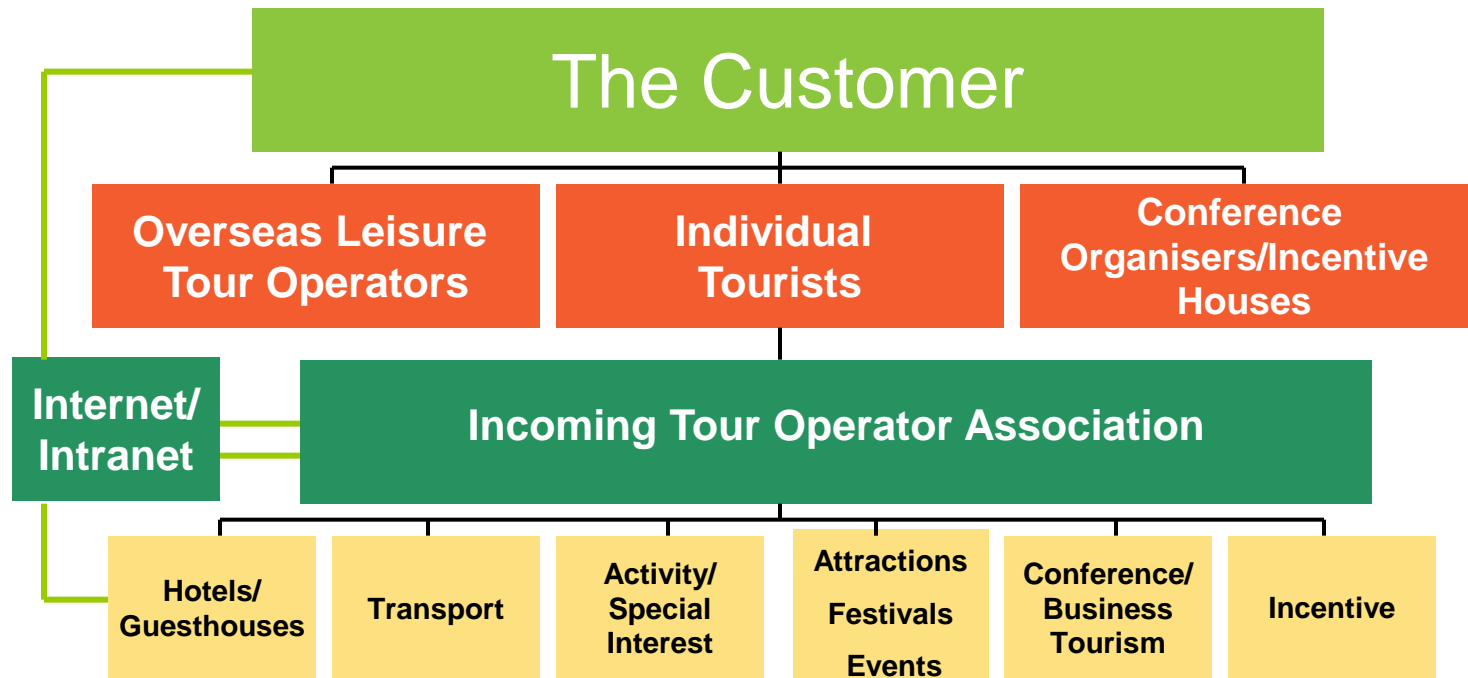 The Customer
Overseas Leisure
Tour Operators
Individual
Tourists
Conference
Organisers/Incentive
Houses
Internet/
Intranet
Incoming Tour Operator Association
Hotels/
Guesthouses
Transport
Activity/
Special
Interest
Attractions
Festivals
Events
Conference/
Business
Tourism
Incentive